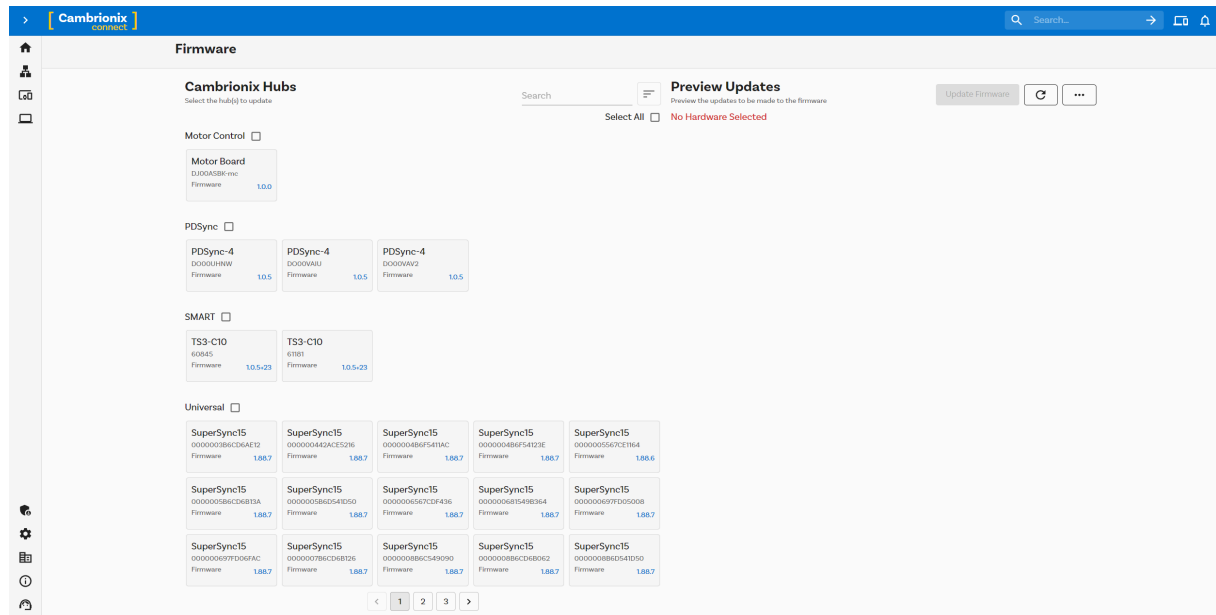 [ Cambrionix connect ]
Search...
Firmware
Cambrionix Hubs
Select the hub(s) to update
Search
Select All
Preview Updates
Preview the updates to be made to the firmware
No Hardware Selected
Update Firmware
...
Motor Control
Motor Board
DJ00ASBK-mc
Firmware 1.0.0
PDSync
PDSync-4
DO00UHNW
Firmware 1.0.5
PDSync-4
DO00VAIU
Firmware 1.0.5
PDSync-4
DO00VAV2
Firmware 1.0.5
SMART
TS3-C10
60845
Firmware 1.0.5+23
TS3-C10
61181
Firmware 1.0.5+23
Universal
SuperSync15
0000003B6CD6AE12
Firmware 1.88.7
SuperSync15
000000442ACE5216
Firmware 1.88.7
SuperSync15
0000004B6F5411AC
Firmware 1.88.7
SuperSync15
0000004B6F54123E
Firmware 1.88.7
SuperSync15
0000005567CE1164
Firmware 1.88.6
SuperSync15
0000005B6CD6B13A
Firmware 1.88.7
SuperSync15
0000005B6D541D50
Firmware 1.88.7
SuperSync15
0000006567CDF436
Firmware 1.88.7
SuperSync15
000000681549B364
Firmware 1.88.7
SuperSync15
000000697FD05008
Firmware 1.88.7
SuperSync15
000000697FD06FAC
Firmware 1.88.7
SuperSync15
0000007B6CD6B126
Firmware 1.88.7
SuperSync15
0000008B6C549090
Firmware 1.88.7
SuperSync15
0000008B6CD6B062
Firmware 1.88.7
SuperSync15
0000008B6D541D50
Firmware 1.88.7
< 1 2 3 >